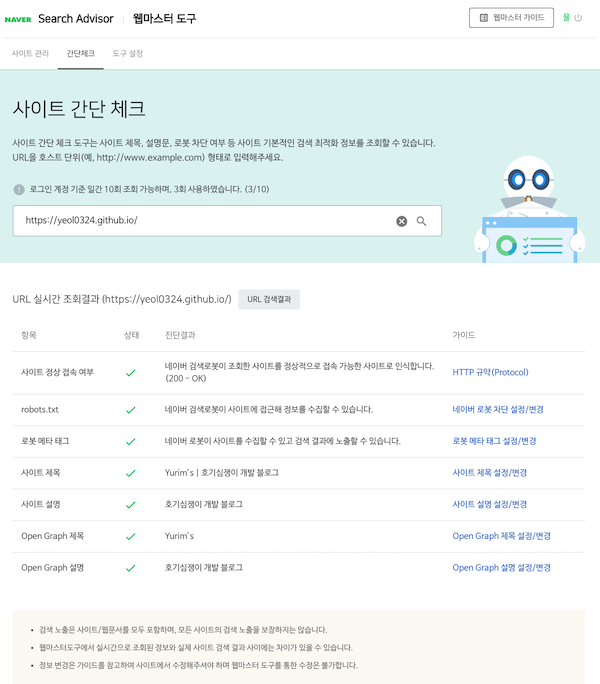 NAVER Search Advisor | 웹마스터 도구
웹마스터 가이드
율
사이트 관리 간단체크 도구 설정
사이트 간단 체크
사이트 간단 체크 도구는 사이트 제목, 설명문, 로봇 차단 여부 등 사이트 기본적인 검색 최적화 정보를 조회할 수 있습니다.
URL을 호스트 단위(예, http://www.example.com) 형태로 입력해주세요.
로그인 계정 기준 일간 10회 조회 가능하며, 3회 사용하였습니다. (3/10)
https://yeol0324.github.io/
URL 실시간 조회결과 (https://yeol0324.github.io/) URL 검색결과
항목 상태 진단결과 가이드
사이트 정상 접속 여부 네이버 검색로봇이 조회한 사이트를 정상적으로 접속 가능한 사이트로 인식합니다. HTTP 규약(Protocol)
(200 - OK)
robots.txt 네이버 검색로봇이 사이트에 접근해 정보를 수집할 수 있습니다. 네이버 로봇 차단 설정/변경
로봇 메타 태그 네이버 로봇이 사이트를 수집할 수 있고 검색 결과에 노출할 수 있습니다. 로봇 메타 태그 설정/변경
사이트 제목 Yurim`s | 호기심쟁이 개발 블로그 사이트 제목 설정/변경
사이트 설명 호기심쟁이 개발 블로그 사이트 설명 설정/변경
Open Graph 제목 Yurim`s Open Graph 제목 설정/변경
Open Graph 설명 호기심쟁이 개발 블로그 Open Graph 설명 설정/변경
• 검색 노출은 사이트/웹문서를 모두 포함하며, 모든 사이트의 검색 노출을 보장하지는 않습니다.
• 웹마스터도구에서 실시간으로 조회된 정보와 실제 사이트 검색 결과 사이에는 차이가 있을 수 있습니다.
• 정보 변경은 가이드를 참고하여 사이트에서 수정해주셔야 하며 웹마스터 도구를 통한 수정은 불가합니다.